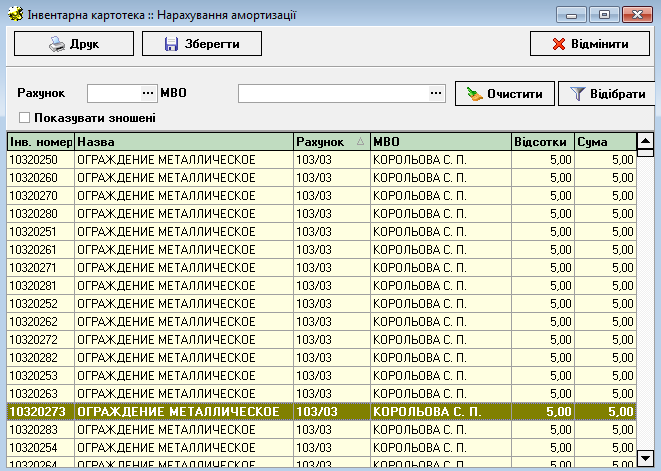 Інвентарна картотека :: Нарахування амортизації
Друк Зберегти Відмінити
Рахунок ... МВО ... Очистити Відібрати
Показувати зношені
Інв. номер Назва Рахунок МВО Відсотки Сума
10320250 ОГРАЖДЕНИЕ МЕТАЛЛИЧЕСКОЕ 103/03 КОРОЛЬОВА С. П. 5,00 5,00
10320260 ОГРАЖДЕНИЕ МЕТАЛЛИЧЕСКОЕ 103/03 КОРОЛЬОВА С. П. 5,00 5,00
10320270 ОГРАЖДЕНИЕ МЕТАЛЛИЧЕСКОЕ 103/03 КОРОЛЬОВА С. П. 5,00 5,00
10320280 ОГРАЖДЕНИЕ МЕТАЛЛИЧЕСКОЕ 103/03 КОРОЛЬОВА С. П. 5,00 5,00
10320251 ОГРАЖДЕНИЕ МЕТАЛЛИЧЕСКОЕ 103/03 КОРОЛЬОВА С. П. 5,00 5,00
10320261 ОГРАЖДЕНИЕ МЕТАЛЛИЧЕСКОЕ 103/03 КОРОЛЬОВА С. П. 5,00 5,00
10320271 ОГРАЖДЕНИЕ МЕТАЛЛИЧЕСКОЕ 103/03 КОРОЛЬОВА С. П. 5,00 5,00
10320281 ОГРАЖДЕНИЕ МЕТАЛЛИЧЕСКОЕ 103/03 КОРОЛЬОВА С. П. 5,00 5,00
10320252 ОГРАЖДЕНИЕ МЕТАЛЛИЧЕСКОЕ 103/03 КОРОЛЬОВА С. П. 5,00 5,00
10320262 ОГРАЖДЕНИЕ МЕТАЛЛИЧЕСКОЕ 103/03 КОРОЛЬОВА С. П. 5,00 5,00
10320272 ОГРАЖДЕНИЕ МЕТАЛЛИЧЕСКОЕ 103/03 КОРОЛЬОВА С. П. 5,00 5,00
10320282 ОГРАЖДЕНИЕ МЕТАЛЛИЧЕСКОЕ 103/03 КОРОЛЬОВА С. П. 5,00 5,00
10320253 ОГРАЖДЕНИЕ МЕТАЛЛИЧЕСКОЕ 103/03 КОРОЛЬОВА С. П. 5,00 5,00
10320263 ОГРАЖДЕНИЕ МЕТАЛЛИЧЕСКОЕ 103/03 КОРОЛЬОВА С. П. 5,00 5,00
10320273 ОГРАЖДЕНИЕ МЕТАЛЛИЧЕСКОЕ 103/03 КОРОЛЬОВА С. П. 5,00 5,00
10320283 ОГРАЖДЕНИЕ МЕТАЛЛИЧЕСКОЕ 103/03 КОРОЛЬОВА С. П. 5,00 5,00
10320254 ОГРАЖДЕНИЕ МЕТАЛЛИЧЕСКОЕ 103/03 КОРОЛЬОВА С. П. 5,00 5,00
10320264 ОГРАЖДЕНИЕ МЕТАЛЛИЧЕСКОЕ 103/03 КОРОЛЬОВА С. П. 5,00 5,00